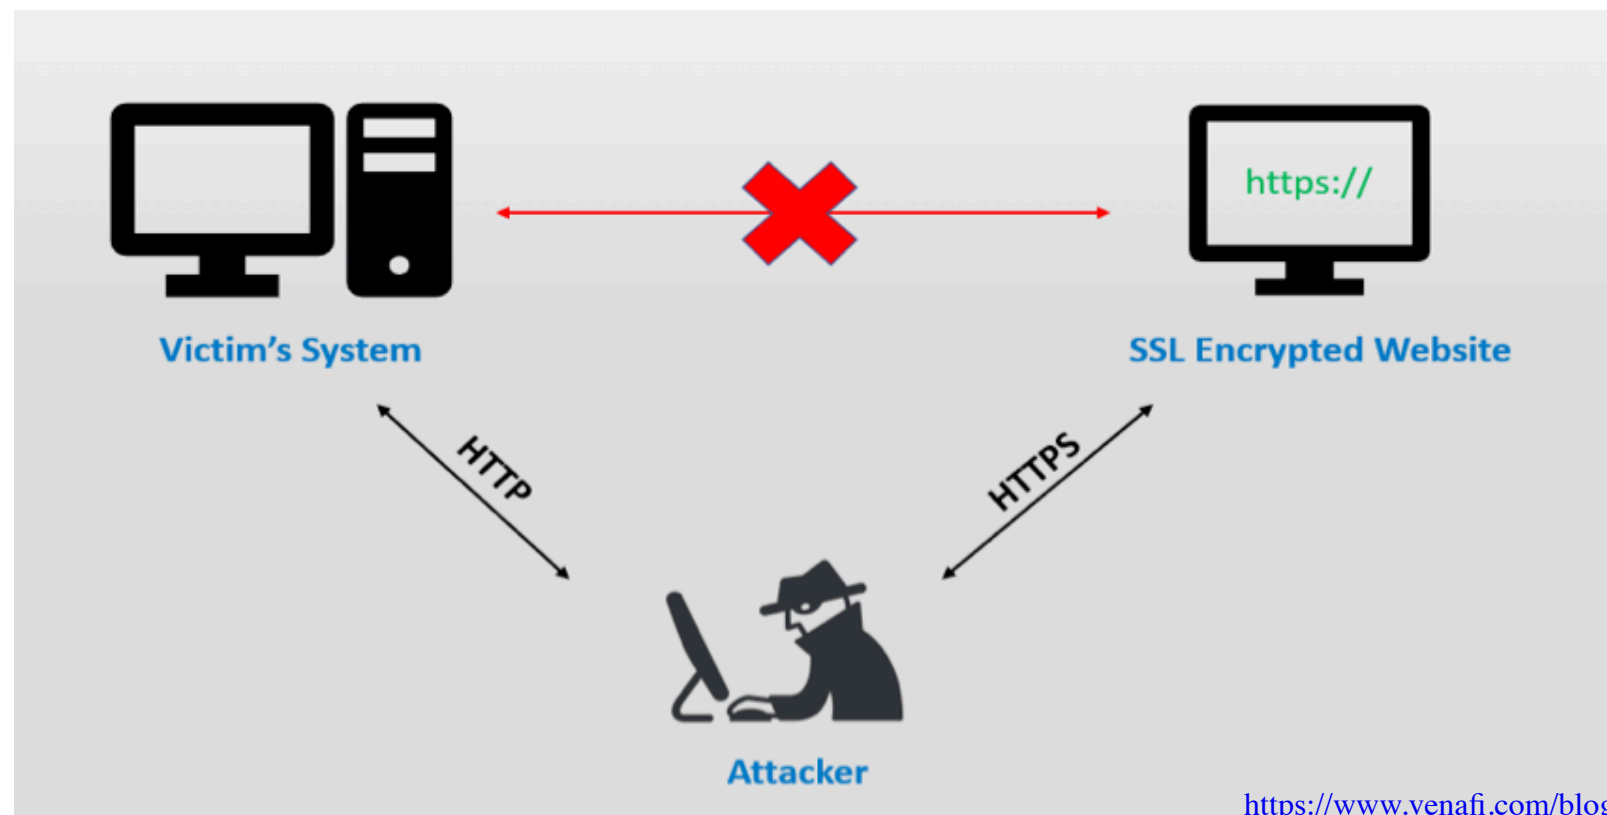 https://
Victim's System
SSL Encrypted Website
HTTP
HTTPS
Attacker
https://www.venafi.com/blog